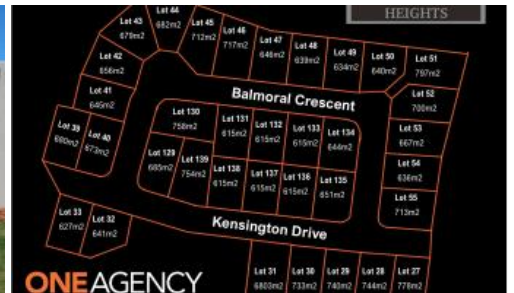 HEIGHTS
Lot 43
679m2
Lot 44
682m2
Lot 45
712m2
Lot 46
717m2
Lot 47
646m2
Lot 48
639m2
Lot 49
634m2
Lot 50
640m2
Lot 51
797m2
Lot 42
656m2
Lot 41
645m2
Lot 52
700m2
Balmoral Crescent
Lot 53
667m2
Lot 54
636m2
Lot 55
713m2
Lot 39
680m2
Lot 40
673m2
Lot 130
758m2
Lot 131
615m2
Lot 132
615m2
Lot 133
615m2
Lot 134
644m2
Lot 129
685m2
Lot 139
754m2
Lot 138
615m2
Lot 137
615m2
Lot 136
615m2
Lot 135
651m2
Kensington Drive
Lot 33
627m2
Lot 32
641m2
Lot 31
6803m2
Lot 30
733m2
Lot 29
740m2
Lot 28
744m2
Lot 27
778m2
ONEAGENCY